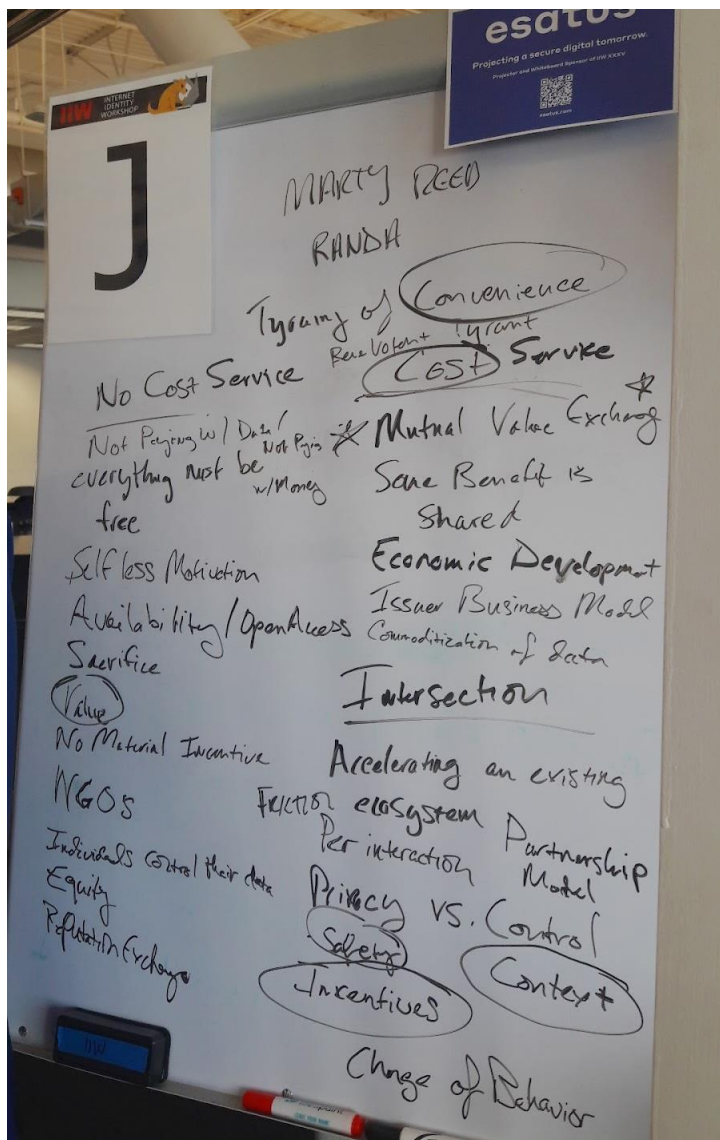 esatus
Projecting a secure digital tomorrow.
Projector and Whiteboard Sponsor of IIW XXXV
esatus.com
IIW INTERNET
IDENTITY
WORKSHOP
J
MARTY REED
RANDA
Tyranny of Convenience
Benevolent Tyrant
No Cost Service
Not Paying w/ Data/
Not Paying
w/Money
everything must be
free
Selfless Motivation
Availability/Open Access
Sacrifice
Value
No Material Incentive
NGOs
Individuals control their data
Equity
Reputation Exchange
Cost Service
Mutual Value Exchang
Some Benefit is
Shared
Economic Development
Issuer Business Model
Commoditization of data
Intersection
Accelerating an existing
ecosystem
Friction
Per interaction
Partnership
Model
Privacy vs. Control
Safety
Incentives
Context
Change of Behavior
IIW